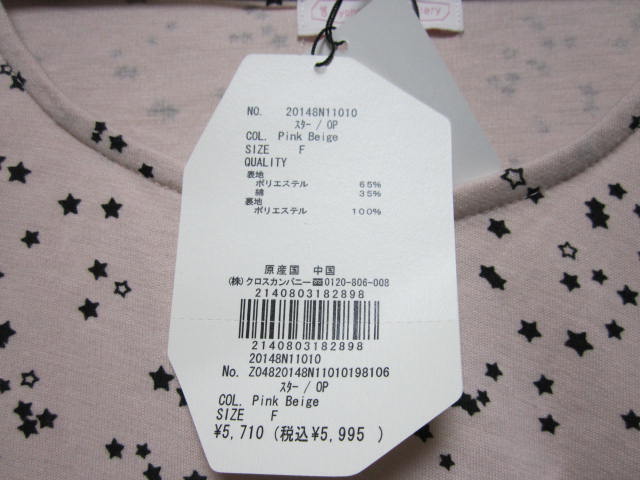 NO. 20148N11010
ｽﾀｰ / OP
COL. Pink Beige
SIZE F
QUALITY
表地
ポリエステル 65%
綿 35%
裏地
ポリエステル 100%
原産国 中国
(株)クロスカンパニー☎0120-806-008
2140803182898
2140803182898
20148N11010
No. Z04820148N11010198106
ｽﾀｰ / OP
COL. Pink Beige
SIZE F
¥5,710 (税込¥5,995 )